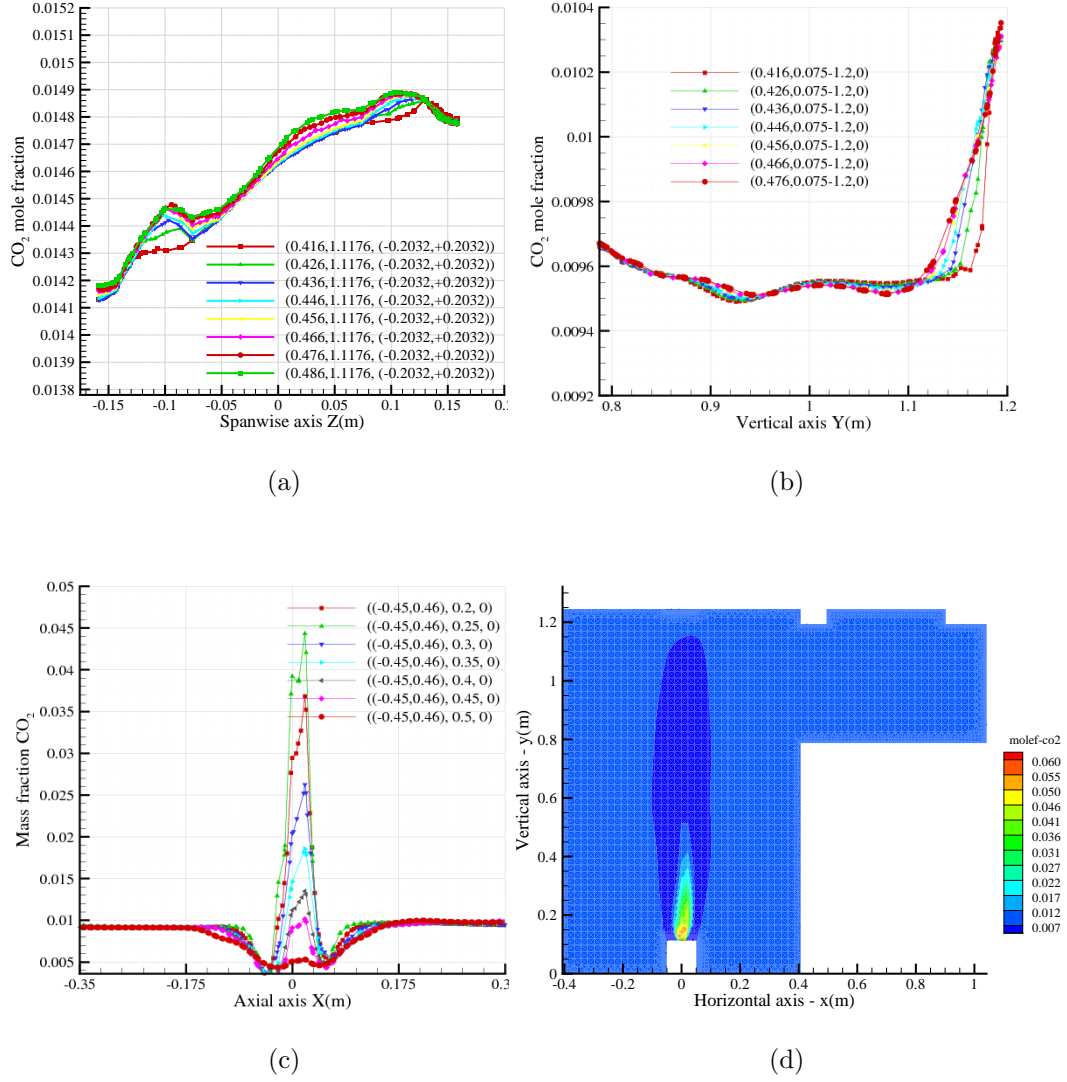 0.0152
0.0151
0.015
0.0149
0.0148
0.0147
0.0146
0.0145
0.0144
0.0143
0.0142
0.0141
0.014
0.0139
0.0138
CO2 mole fraction
(0.416,1.1176, (-0.2032,+0.2032))
(0.426,1.1176, (-0.2032,+0.2032))
(0.436,1.1176, (-0.2032,+0.2032))
(0.446,1.1176, (-0.2032,+0.2032))
(0.456,1.1176, (-0.2032,+0.2032))
(0.466,1.1176, (-0.2032,+0.2032))
(0.476,1.1176, (-0.2032,+0.2032))
(0.486,1.1176, (-0.2032,+0.2032))
-0.15 -0.1 -0.05 0 0.05 0.1 0.15
Spanwise axis Z(m)
(a)
0.0104
0.0102
0.01
0.0098
0.0096
0.0094
0.0092
CO2 mole fraction
(0.416,0.075-1.2,0)
(0.426,0.075-1.2,0)
(0.436,0.075-1.2,0)
(0.446,0.075-1.2,0)
(0.456,0.075-1.2,0)
(0.466,0.075-1.2,0)
(0.476,0.075-1.2,0)
0.8 0.9 1 1.1 1.2
Vertical axis Y(m)
(b)
0.05
0.045
0.04
0.035
0.03
0.025
0.02
0.015
0.01
0.005
Mass fraction CO2
((-0.45,0.46), 0.2, 0)
((-0.45,0.46), 0.25, 0)
((-0.45,0.46), 0.3, 0)
((-0.45,0.46), 0.35, 0)
((-0.45,0.46), 0.4, 0)
((-0.45,0.46), 0.45, 0)
((-0.45,0.46), 0.5, 0)
-0.35 -0.175 0 0.175
Axial axis X(m)
(c)
1.2
1
0.8
0.6
0.4
0.2
0
Vertical axis - y(m)
molef-co2
0.060
0.055
0.050
0.046
0.041
0.036
0.031
0.027
0.022
0.017
0.012
0.007
-0.4 -0.2 0 0.2 0.4 0.6 0.8 1
Horizontal axis - x(m)
(d)